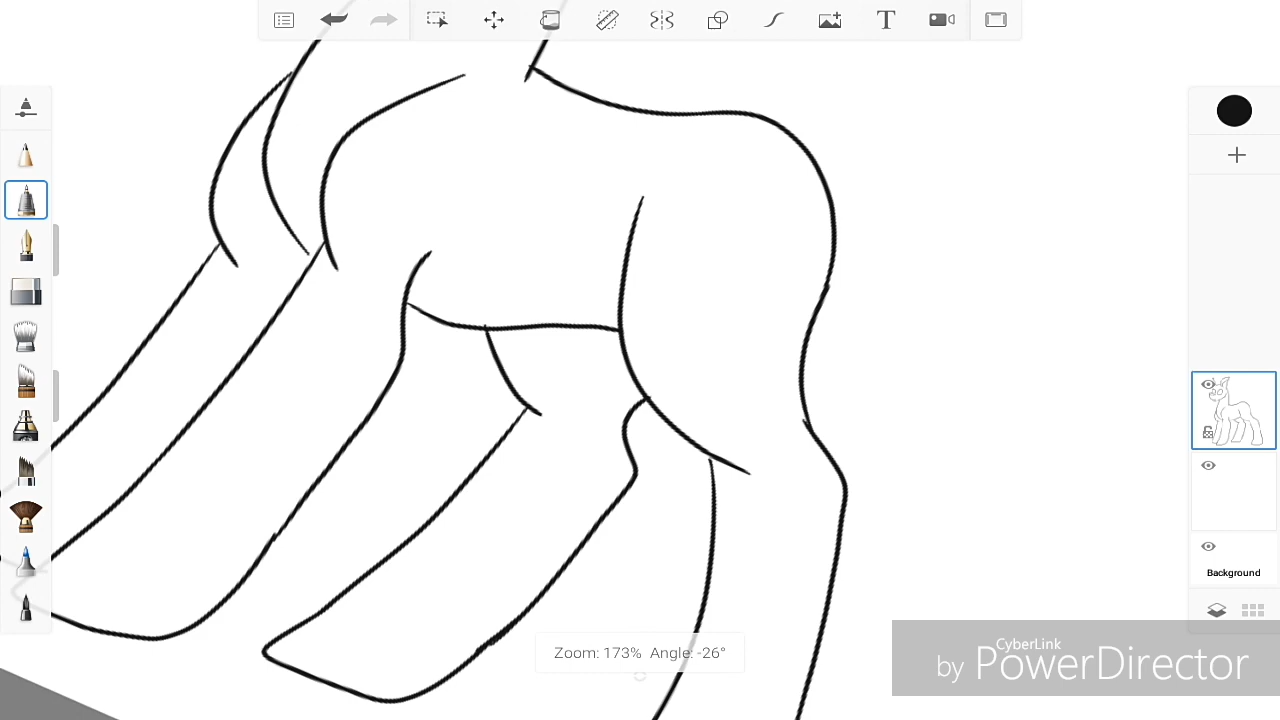 T
Background
Zoom: 173% Angle: -26°
CyberLink
by PowerDirector